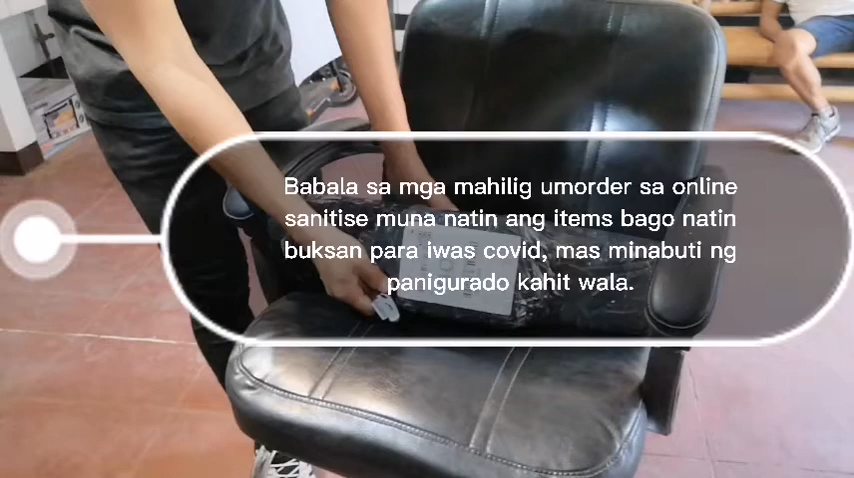 Babala sa mga mahilig umorder sa online
sanitise muna natin ang items bago natin
buksan para iwas covid, mas minabuti ng
panigurado kahit wala.